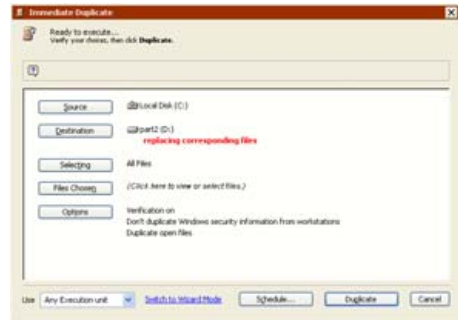 Immediate Duplicate
Ready to execute...
Verify your choices, then click Duplicate.
Source
Local Disk (C:)
Destination
part2 (D:)
replacing corresponding files
Selecting
All Files
Files Chosen
(Click here to view or select files.)
Options
Verification on
Don't duplicate Windows security information from workstations
Duplicate open files
Use
Any Execution unit
Switch to Wizard Mode
Schedule...
Duplicate
Cancel